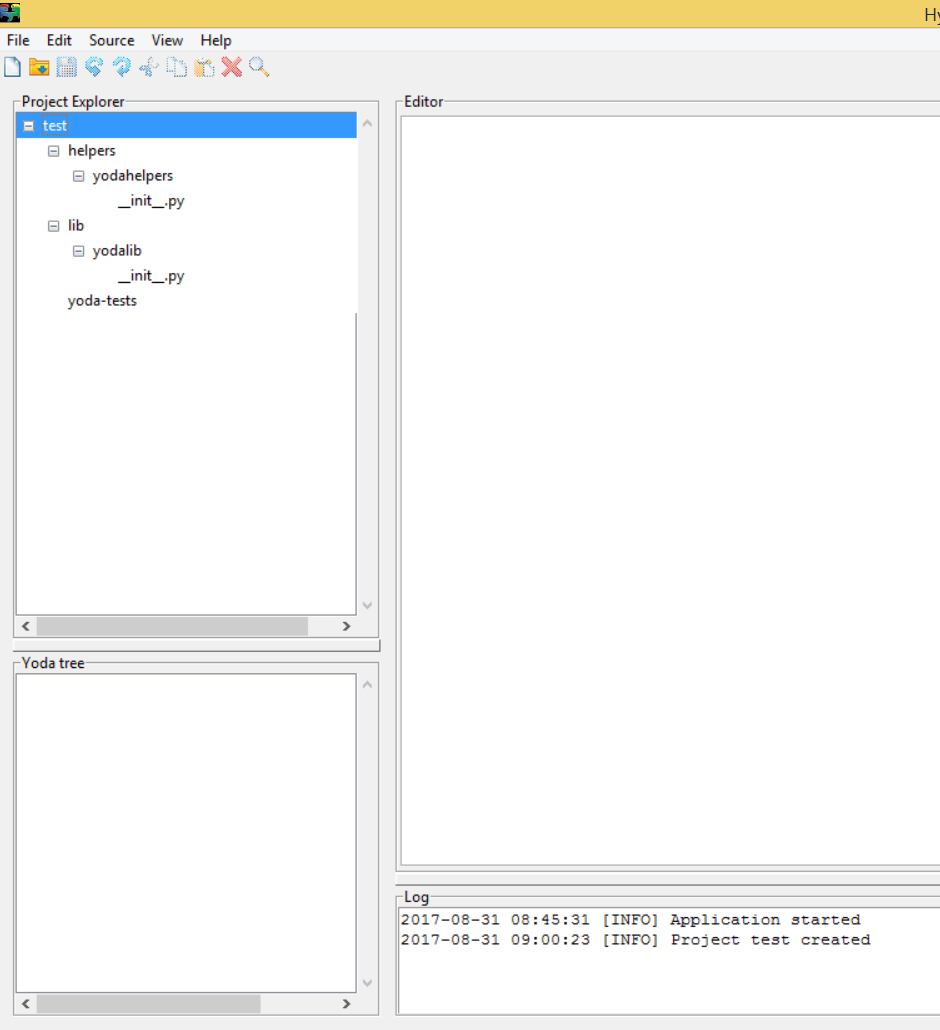 Hy
File Edit Source View Help
Project Explorer
test
helpers
yodahelpers
__init__.py
lib
yodalib
__init__.py
yoda-tests
Yoda tree
Editor
Log
2017-08-31 08:45:31 [INFO] Application started
2017-08-31 09:00:23 [INFO] Project test created